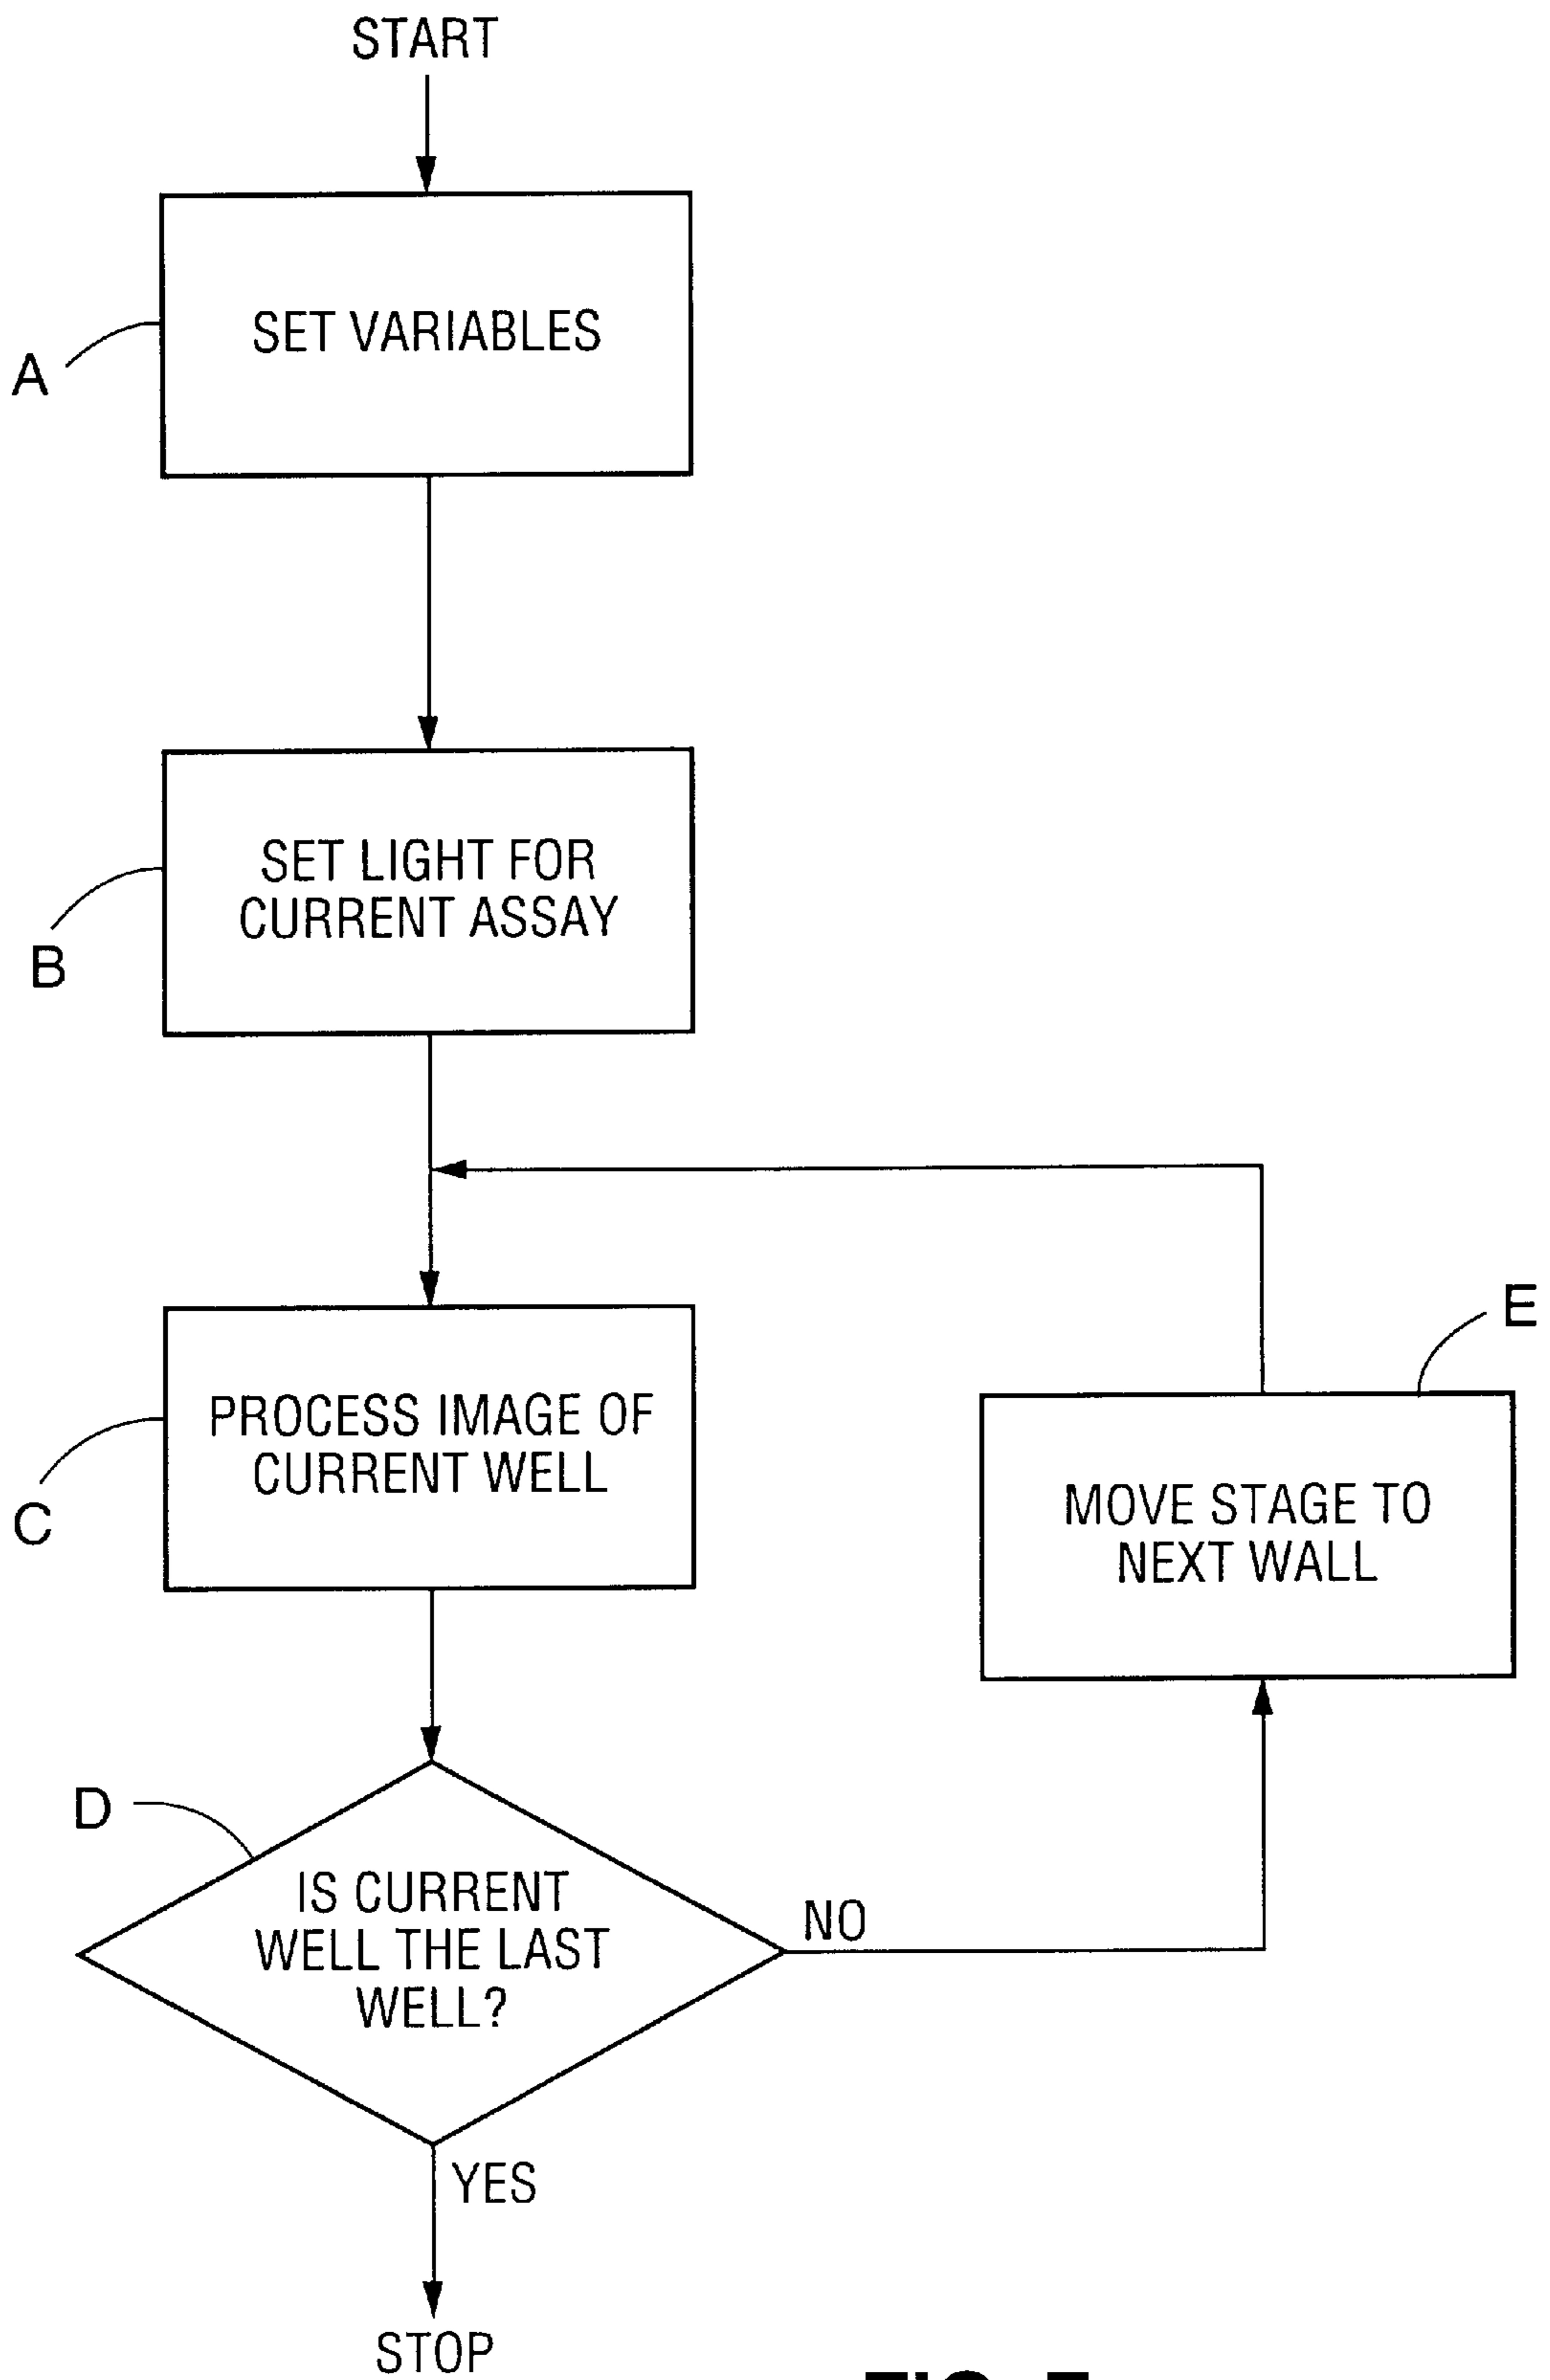 START
SET VARIABLES
A
SET LIGHT FOR
CURRENT ASSAY
B
PROCESS IMAGE OF
CURRENT WELL
C
E
MOVE STAGE TO
NEXT WALL
D
IS CURRENT
WELL THE LAST
WELL?
NO
YES
STOP